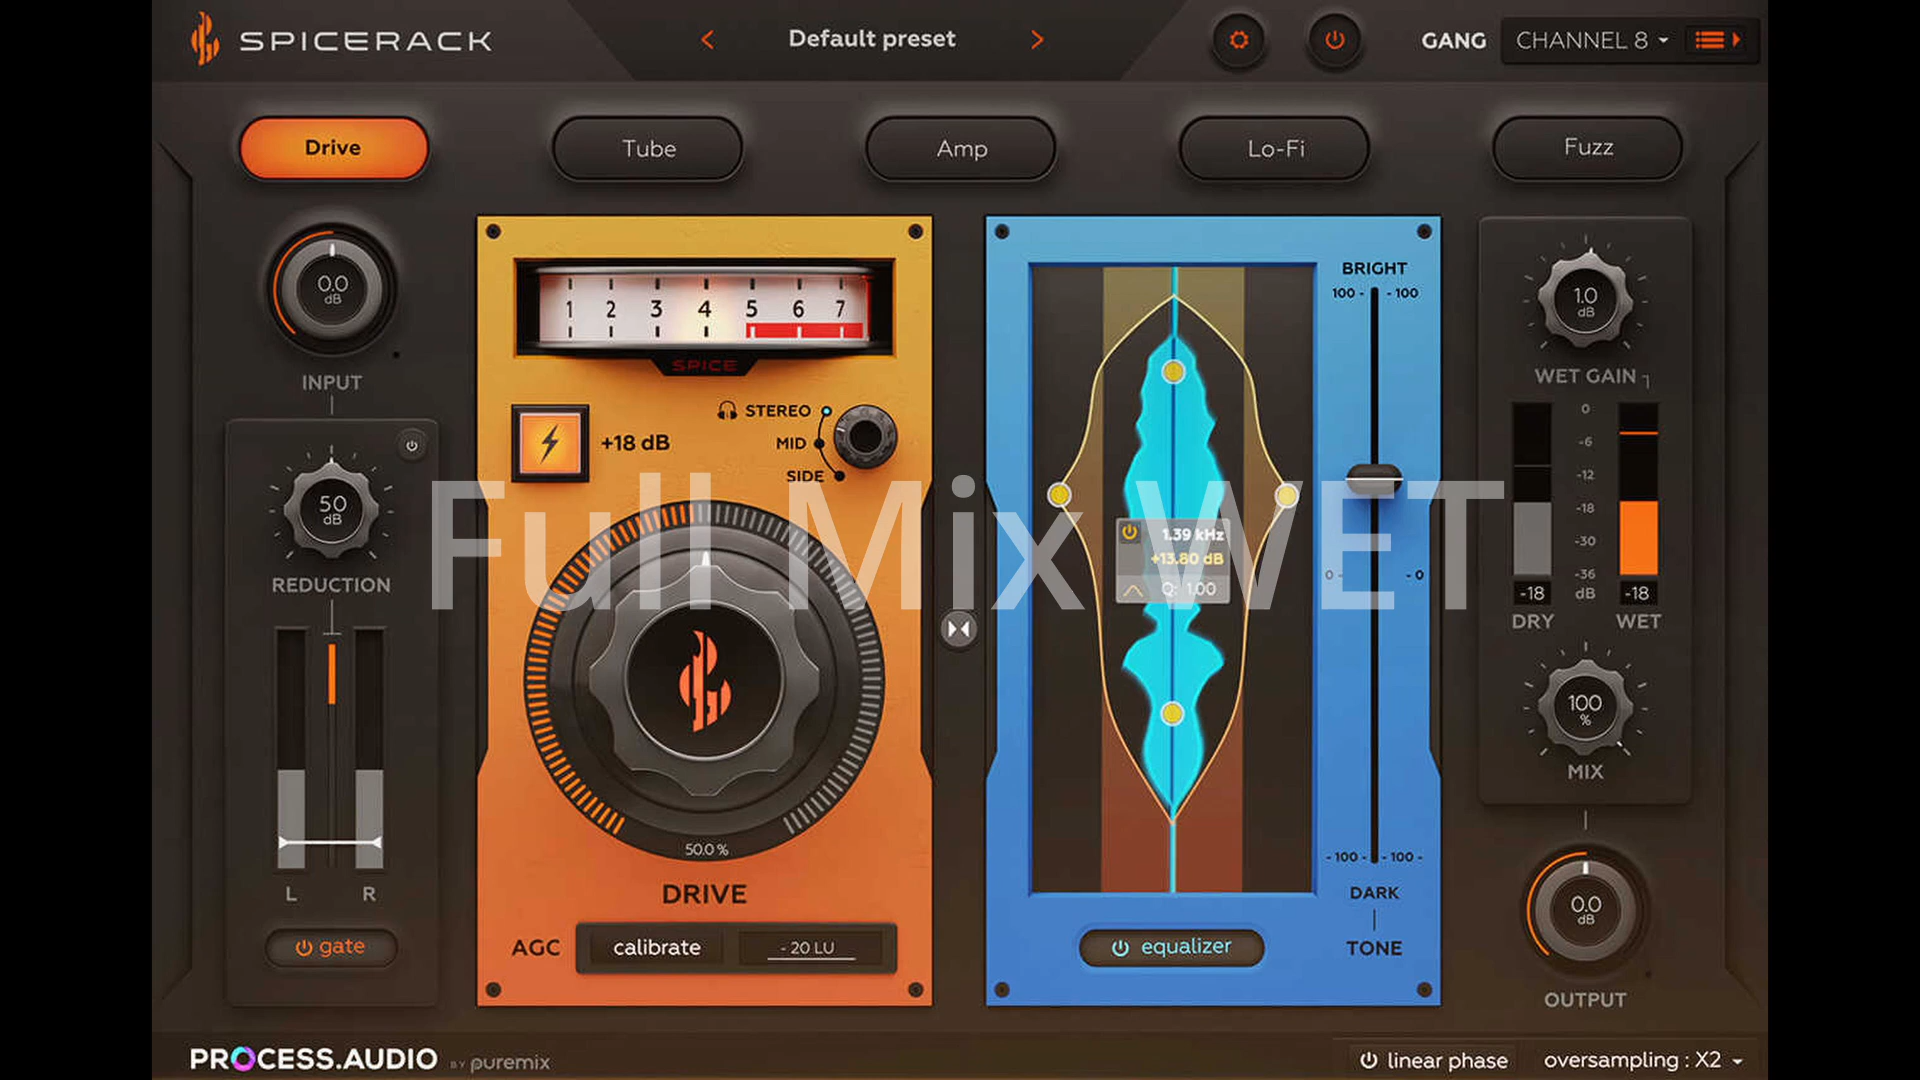 SPICERACK
Default preset
GANG CHANNEL 8
Drive Tube Amp Lo-Fi Fuzz
0.0 dB
INPUT
50 dB
REDUCTION
L R
gate
1 2 3 4 5 6 7
SPICE
+18 dB
STEREO
MID
SIDE
50.0 %
DRIVE
AGC calibrate - 20 LU
Full Mix WET
1.39 kHz
+13.80 dB
Q: 1.00
equalizer
BRIGHT
100 - - 100
0 - - 0
- 100 - - 100 -
DARK
TONE
1.0 dB
WET GAIN
0
-6
-12
-18
-30
-36
-18 dB -18
DRY WET
100 %
MIX
0.0 dB
OUTPUT
PROCESS.AUDIO BY puremix
linear phase oversampling : X2